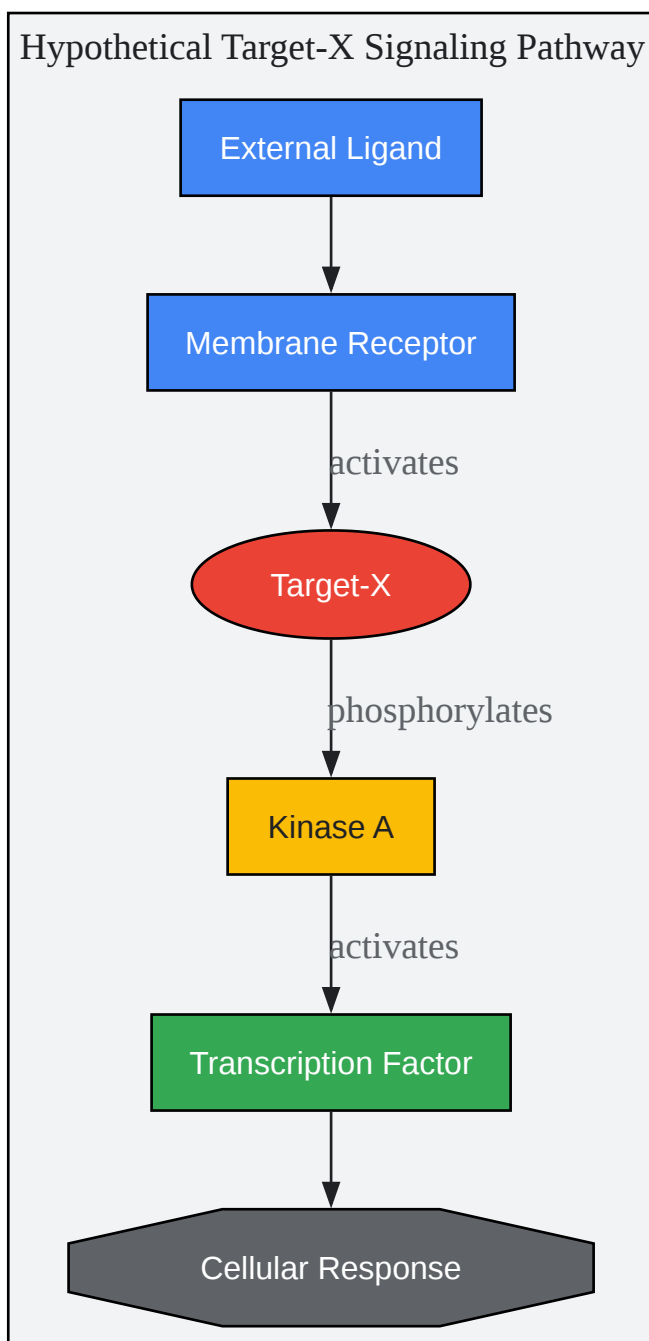 Hypothetical Target-X Signaling Pathway
External Ligand
Membrane Receptor
activates
Target-X
phosphorylates
Kinase A
activates
Transcription Factor
Cellular Response